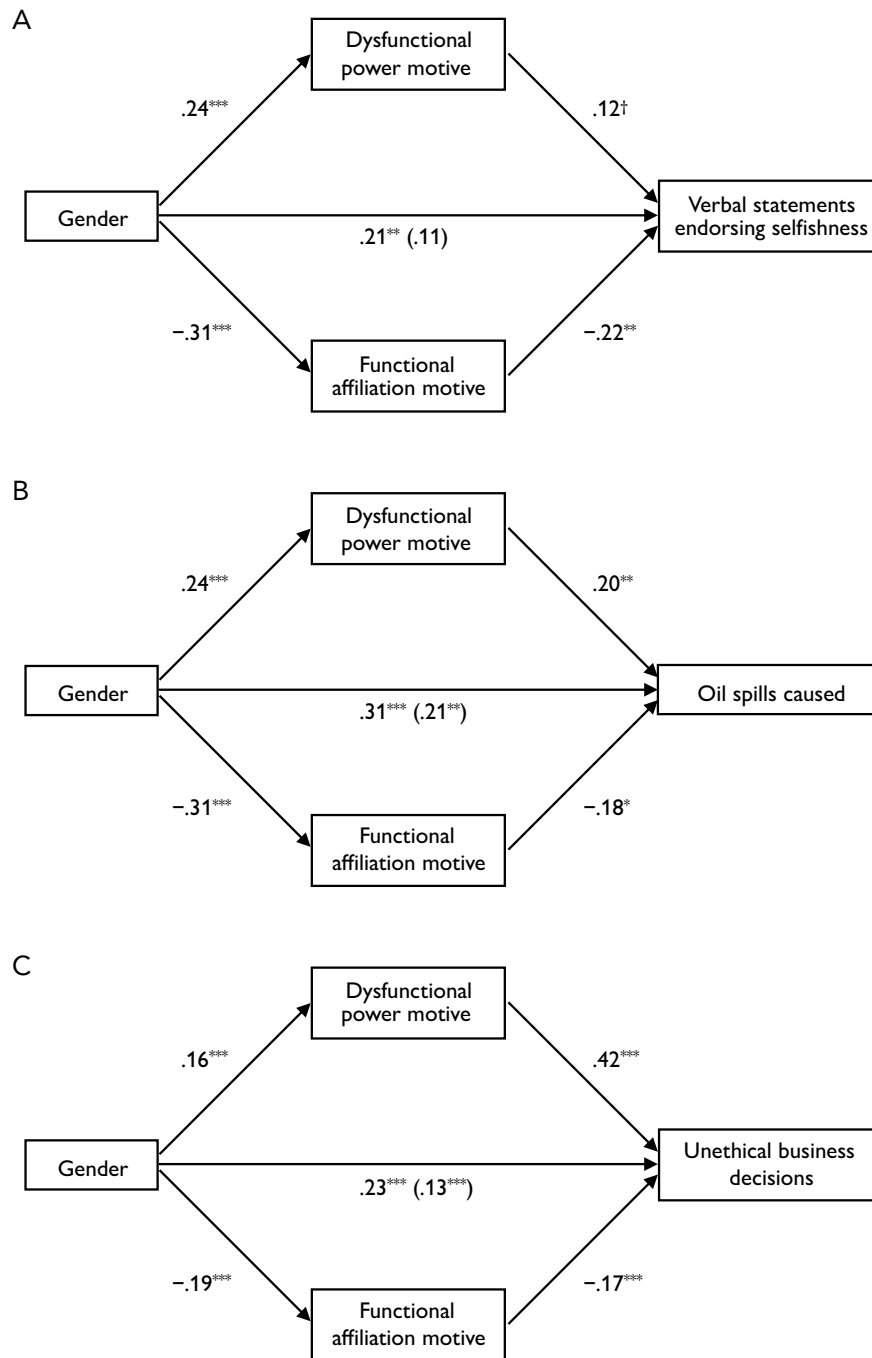 A
Dysfunctional
power motive
.24***
.12†
Gender
Verbal statements
endorsing selfishness
.21** (.11)
−.31***
−.22**
Functional
affiliation motive
B
Dysfunctional
power motive
.24***
.20**
Gender
Oil spills caused
.31*** (.21**)
−.31***
−.18*
Functional
affiliation motive
C
Dysfunctional
power motive
.16***
.42***
Gender
Unethical business
decisions
.23*** (.13***)
−.19***
−.17***
Functional
affiliation motive